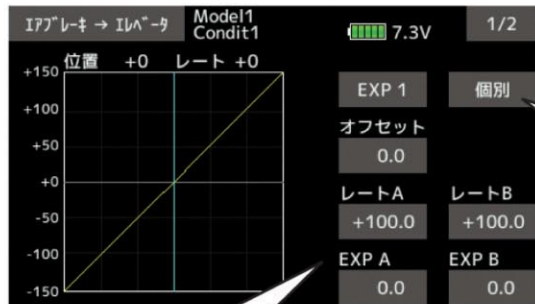 ｴｱﾌﾞﾚｰｷ → ｴﾚﾍﾞｰﾀ
Model1
Condit1
7.3V
1/2
位置 +0 レート +0
+150
+100
+50
+0
-50
-100
-150
EXP 1 個別
オフセット
0.0
レートA レートB
+100.0 +100.0
EXP A EXP B
0.0 0.0